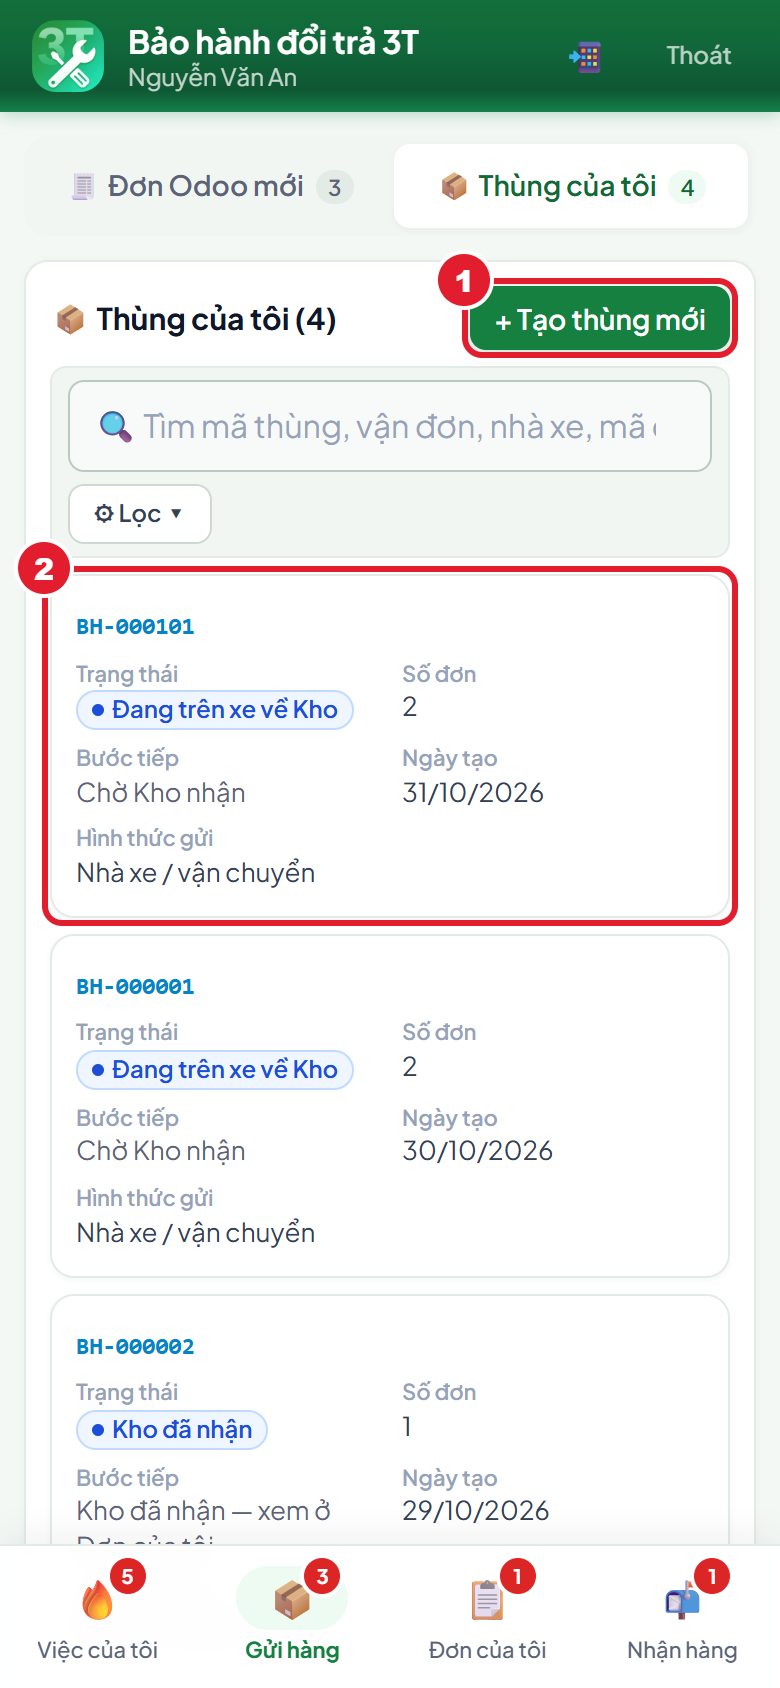 Bảo hành đổi trả 3T
Nguyễn Văn An
Thoát
Đơn Odoo mới 3
Thùng của tôi 4
1
Thùng của tôi (4)
+ Tạo thùng mới
Tìm mã thùng, vận đơn, nhà xe, mã
Lọc ▼
2
BH-000101
Trạng thái
Số đơn
Đang trên xe về Kho
2
Bước tiếp
Ngày tạo
Chờ Kho nhận
31/10/2026
Hình thức gửi
Nhà xe / vận chuyển
BH-000001
Trạng thái
Số đơn
Đang trên xe về Kho
2
Bước tiếp
Ngày tạo
Chờ Kho nhận
30/10/2026
Hình thức gửi
Nhà xe / vận chuyển
BH-000002
Trạng thái
Số đơn
Kho đã nhận
1
Bước tiếp
Ngày tạo
Kho đã nhận — xem ở
29/10/2026
Đơn của tôi
5
3
1
1
Việc của tôi
Gửi hàng
Đơn của tôi
Nhận hàng